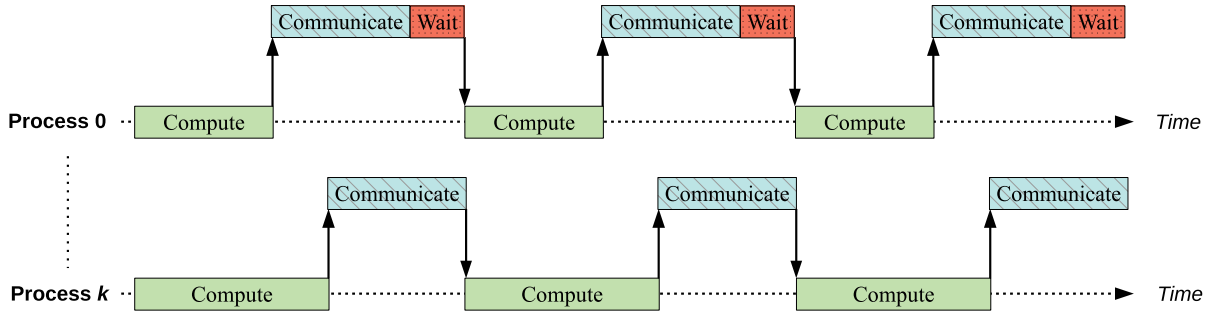 Communicate Wait Communicate Wait Communicate Wait
Process 0 Compute Compute Compute Time
Communicate Communicate Communicate
Process k Compute Compute Compute Time